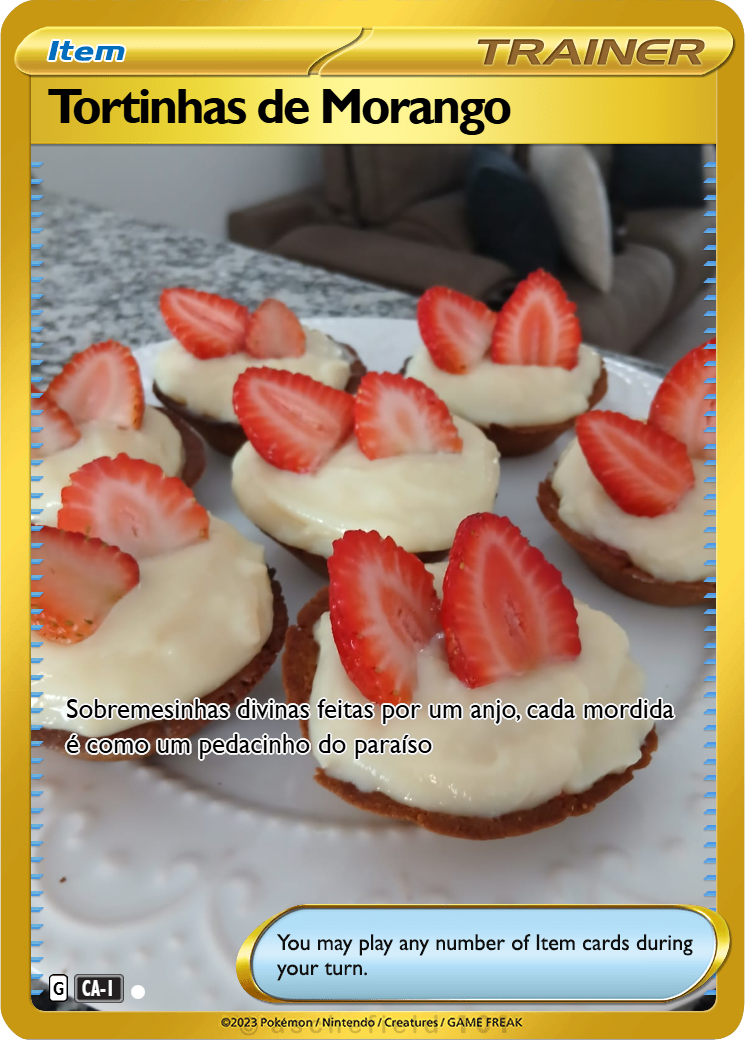 Item
TRAINER
Tortinhas de Morango
Sobremesinhas divinas feitas por um anjo, cada mordida
é como um pedacinho do paraíso
You may play any number of Item cards during
your turn.
G CA-I
©2023 Pokémon / Nintendo / Creatures / GAME FREAK